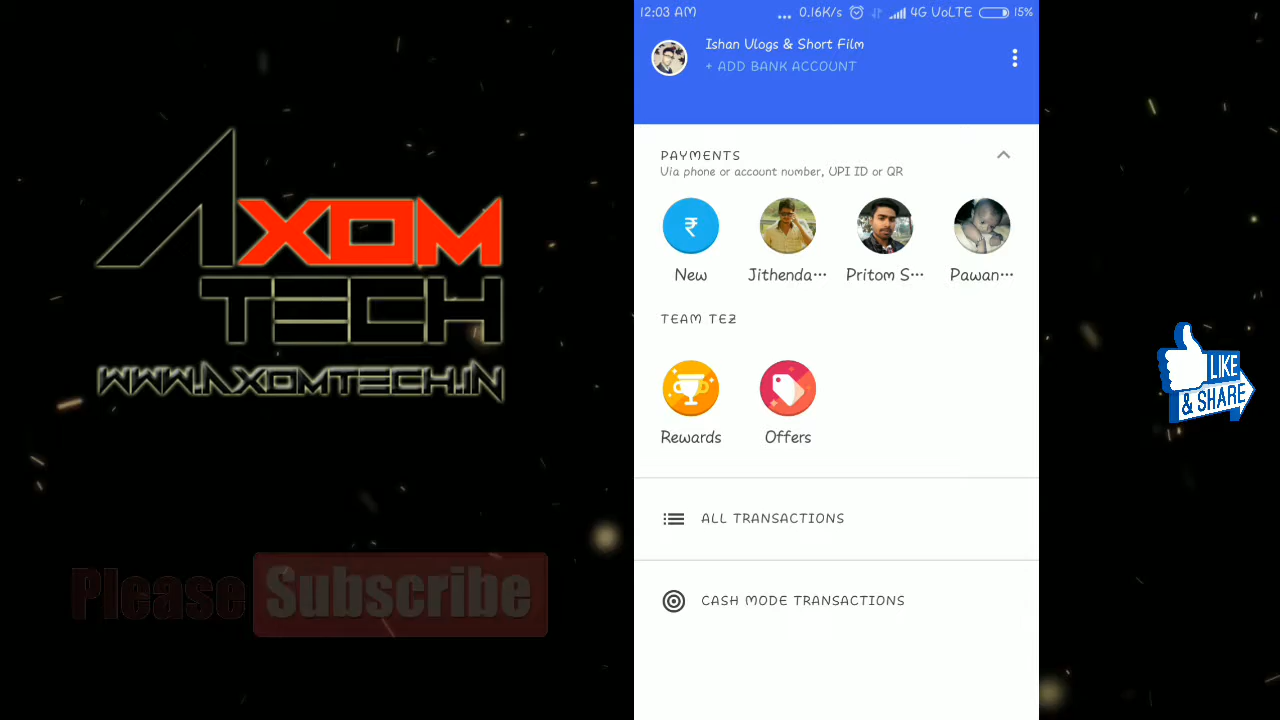 AXOM
TECH
WWW.AXOMTECH.IN
Please Subscribe
12:03 AM ... 0.16K/s 4G VoLTE 15%
Ishan Vlogs & Short Film
+ ADD BANK ACCOUNT
PAYMENTS
Via phone or account number, UPI ID or QR
₹
New Jithenda... Pritom S... Pawan...
TEAM TEZ
Rewards Offers
ALL TRANSACTIONS
CASH MODE TRANSACTIONS
LIKE
& SHARE